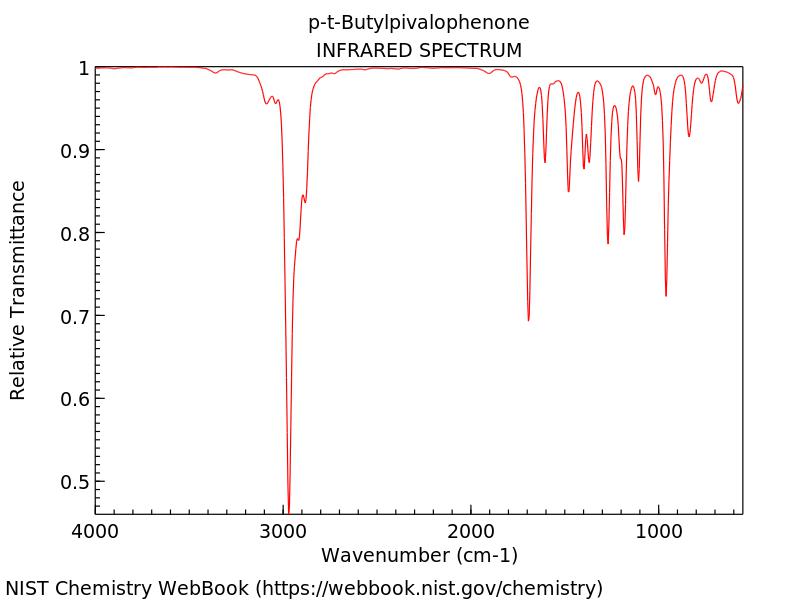 p-t-Butylpivalophenone
INFRARED SPECTRUM
1
0.9
0.8
0.7
0.6
0.5
Relative Transmittance
4000 3000 2000 1000
Wavenumber (cm-1)
NIST Chemistry WebBook (https://webbook.nist.gov/chemistry)